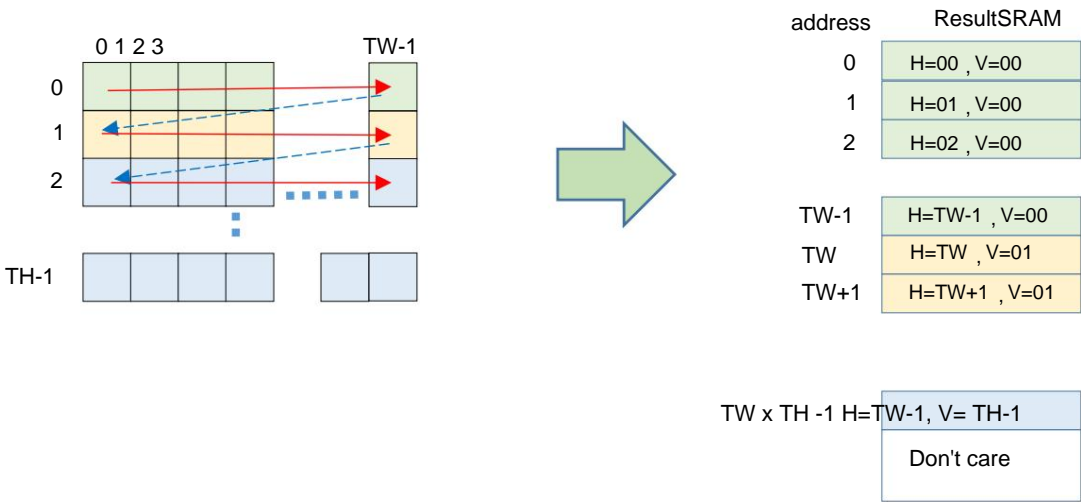 address ResultSRAM
0 1 2 3 TW-1
0 0 H=00 , V=00
1 1 H=01 , V=00
2 2 H=02 , V=00
TW-1 H=TW-1 , V=00
TW H=TW , V=01
TH-1 TW+1 H=TW+1 , V=01
TW x TH -1 H=TW-1, V= TH-1
Don't care